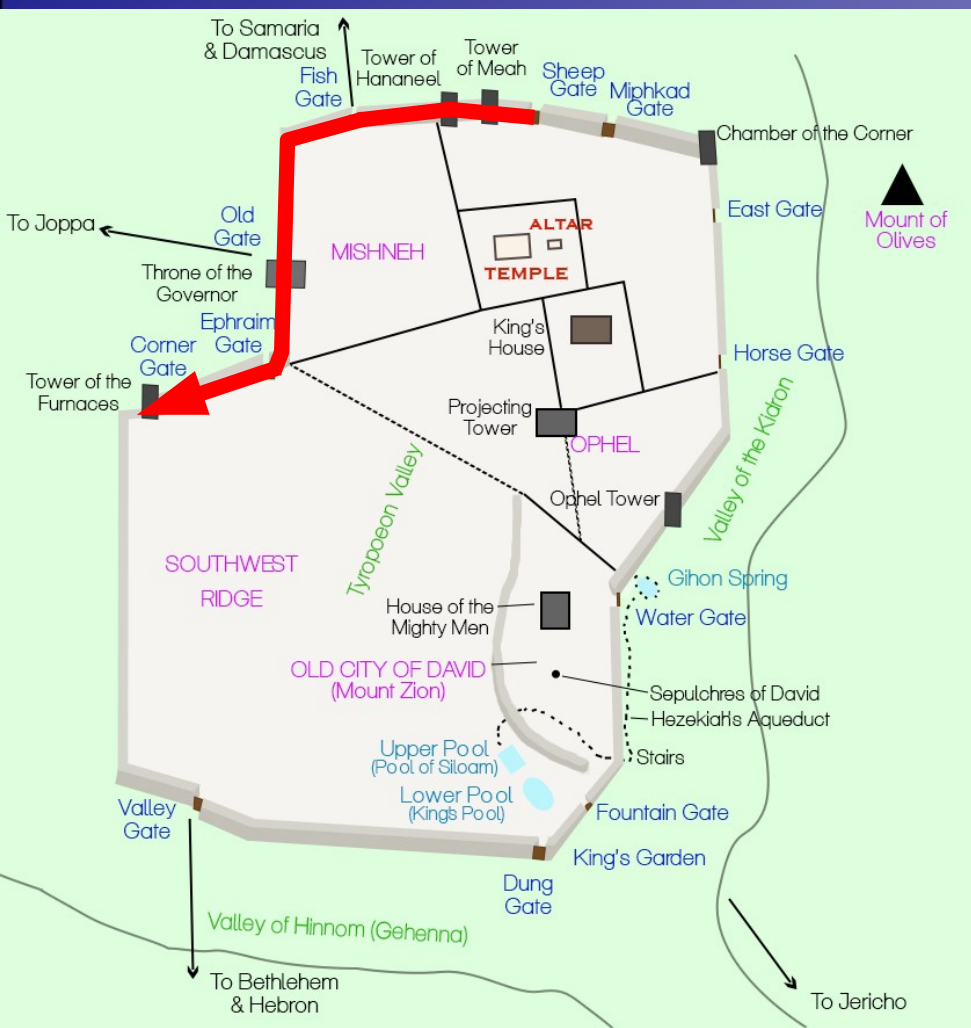 To Samaria
& Damascus
Fish
Gate
Tower of
Hananeel
Tower
of Meah
Sheep
Gate
Miphkad
Gate
Chamber of the Corner
Mount of
Olives
East Gate
To Joppa
Old
Gate
MISHNEH
ALTAR
TEMPLE
Throne of the
Governor
Ephraim
Gate
Corner
Gate
Tower of the
Furnaces
King's
House
Horse Gate
Projecting
Tower
OPHEL
Valley of the Kidron
Tyropoeon Valley
Ophel Tower
SOUTHWEST
RIDGE
Gihon Spring
House of the
Mighty Men
Water Gate
OLD CITY OF DAVID
(Mount Zion)
Sepulchres of David
Hezekiah's Aqueduct
Stairs
Upper Pool
(Pool of Siloam)
Lower Pool
(King's Pool)
Valley
Gate
Fountain Gate
King's Garden
Dung
Gate
Valley of Hinnom (Gehenna)
To Bethlehem
& Hebron
To Jericho